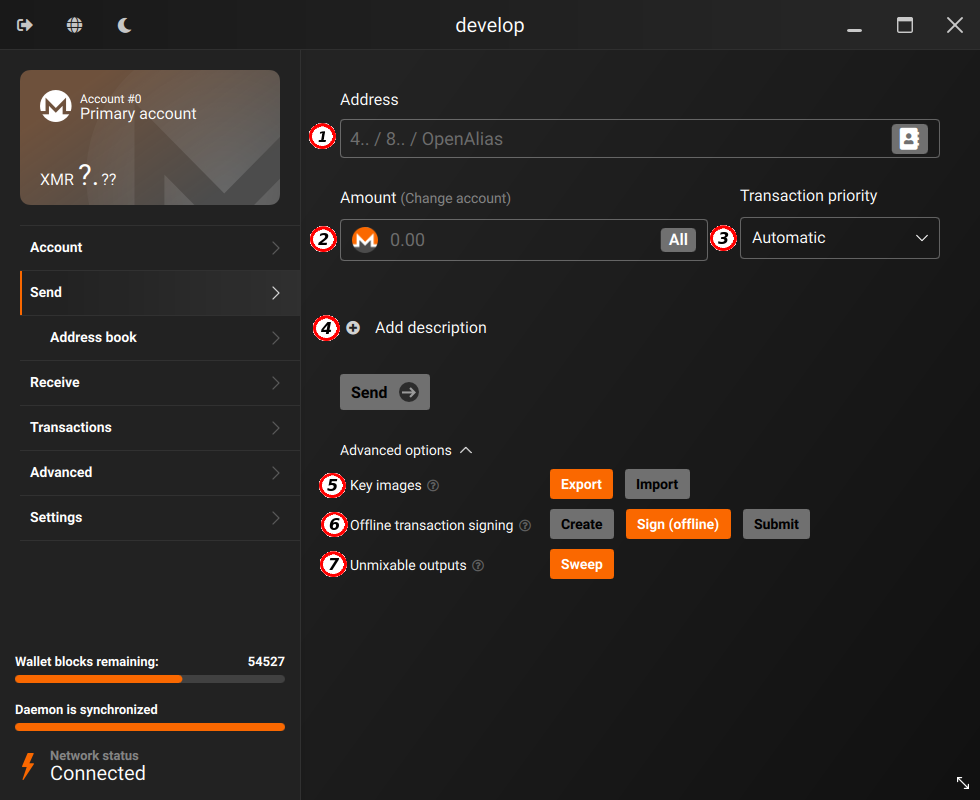 develop
Account #0
Primary account
XMR ?.??
Account
Send
Address book
Receive
Transactions
Advanced
Settings
Wallet blocks remaining: 54527
Daemon is synchronized
Network status
Connected
Address
1 4.. / 8.. / OpenAlias
Amount (Change account) Transaction priority
2 0.00 All 3 Automatic
4 Add description
Send
Advanced options
5 Key images ? Export Import
6 Offline transaction signing ? Create Sign (offline) Submit
7 Unmixable outputs ? Sweep